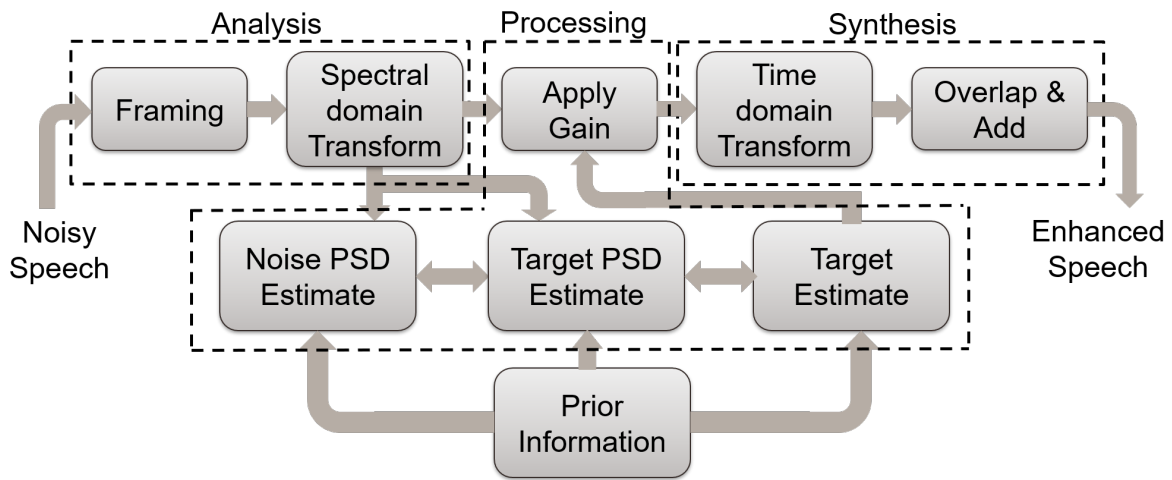 Analysis
Processing
Synthesis
Framing
Spectral
domain
Transform
Apply
Gain
Time
domain
Transform
Overlap &
Add
Noisy
Speech
Noise PSD
Estimate
Target PSD
Estimate
Target
Estimate
Enhanced
Speech
Prior
Information